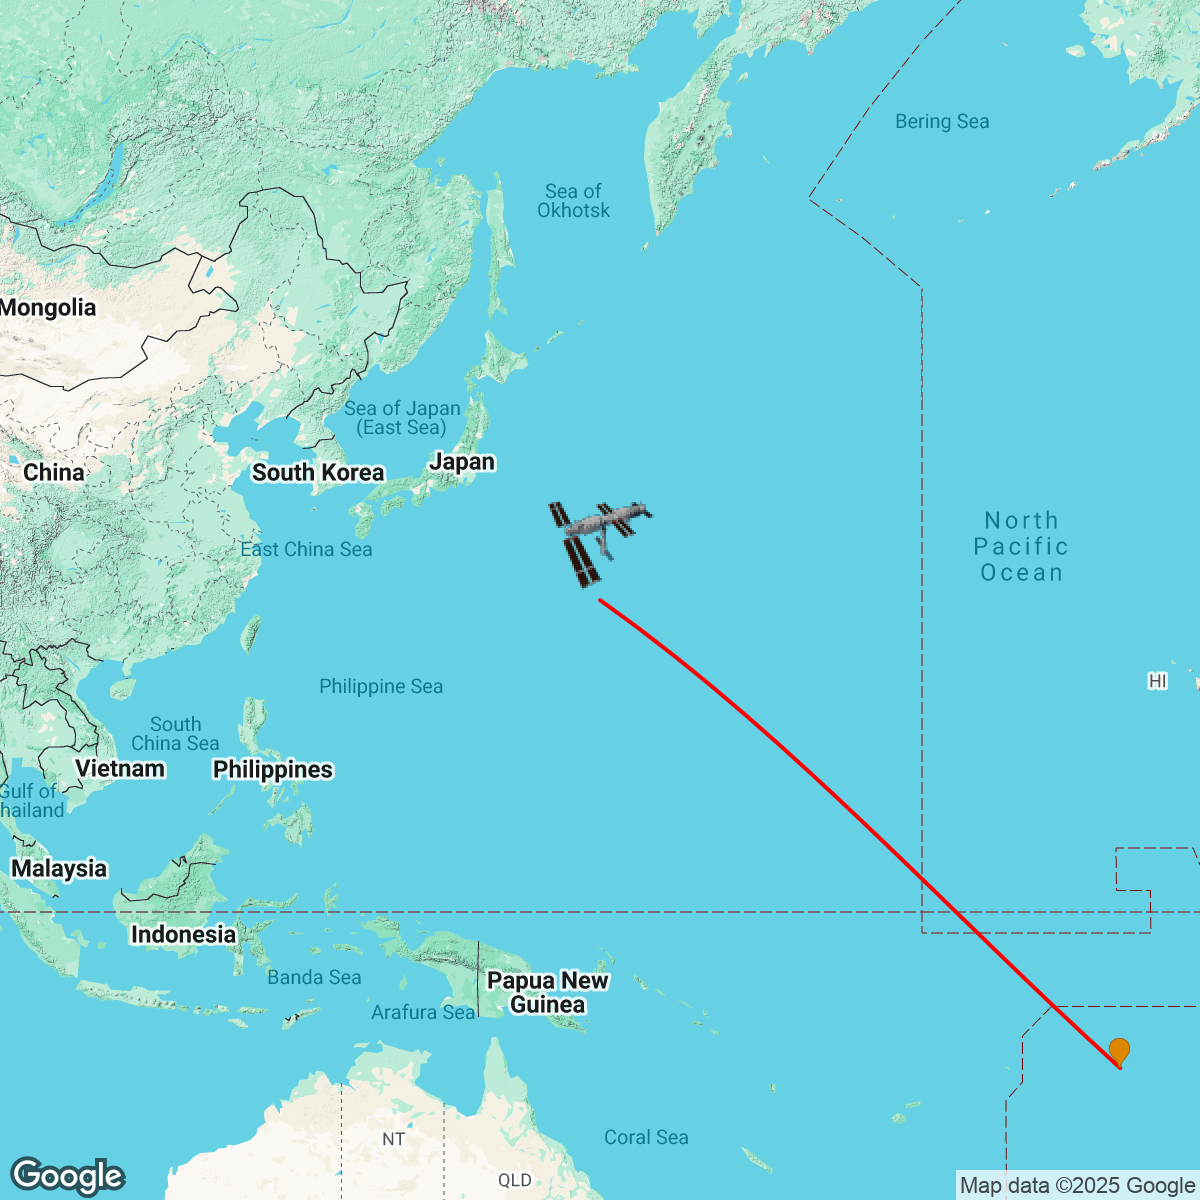 Bering Sea
Sea of
Okhotsk
Mongolia
Sea of Japan
(East Sea)
Japan
China
South Korea
North
Pacific
Ocean
East China Sea
HI
Philippine Sea
South
China Sea
Vietnam
Philippines
Gulf of
hailand
Malaysia
Indonesia
Banda Sea
Papua New
Guinea
Arafura Sea
NT
Coral Sea
QLD
Google
Map data ©2025 Google